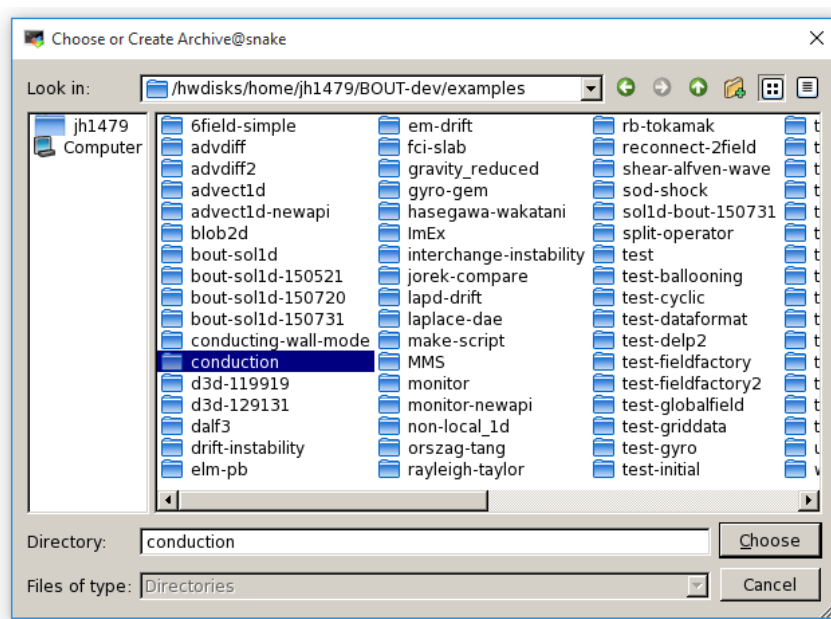 Choose or Create Archive@snake
Look in: /hwdisks/home/jh1479/BOUT-dev/examples
jh1479
Computer
6field-simple
advdiff
advdiff2
advect1d
advect1d-newapi
blob2d
bout-sol1d
bout-sol1d-150521
bout-sol1d-150720
bout-sol1d-150731
conducting-wall-mode
conduction
d3d-119919
d3d-129131
dalf3
drift-instability
elm-pb
em-drift
fci-slab
gravity_reduced
gyro-gem
hasegawa-wakatani
ImEx
interchange-instability
jorek-compare
lapd-drift
laplace-dae
make-script
MMS
monitor
monitor-newapi
non-local_1d
orszag-tang
rayleigh-taylor
rb-tokamak
reconnect-2field
shear-alfven-wave
sod-shock
sol1d-bout-150731
split-operator
test
test-ballooning
test-cyclic
test-dataformat
test-delp2
test-fieldfactory
test-fieldfactory2
test-globalfield
test-griddata
test-gyro
test-initial
Directory: conduction
Choose
Files of type: Directories
Cancel